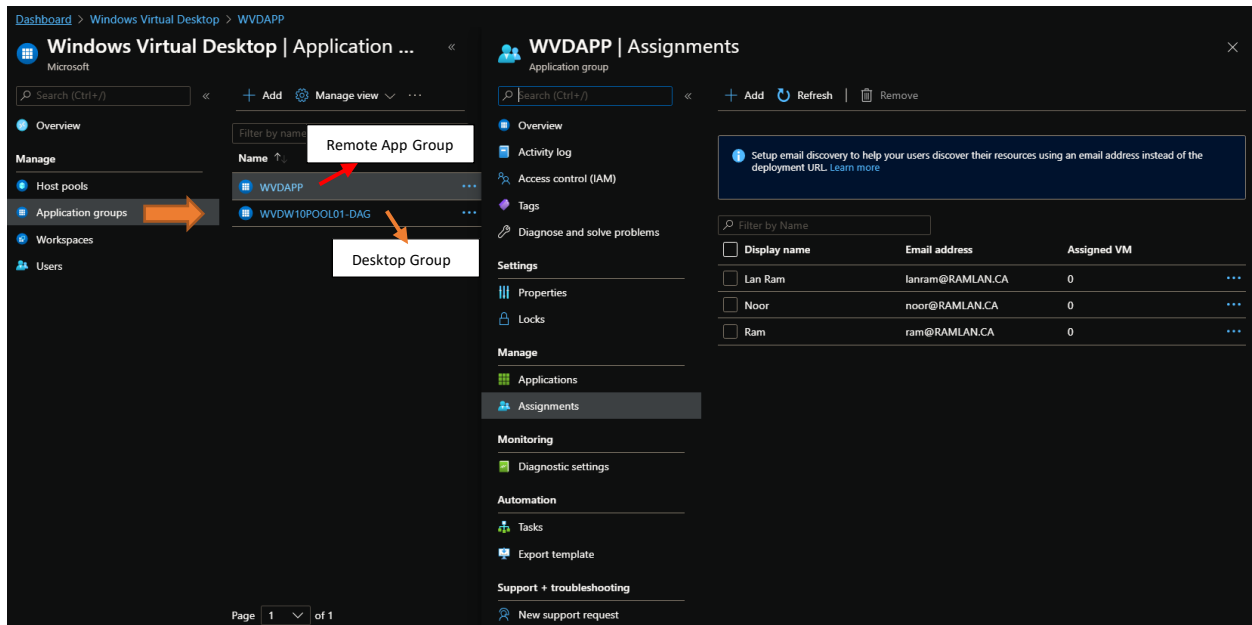 Dashboard > Windows Virtual Desktop > WVDAPP
Windows Virtual Desktop | Application ...
Microsoft
«
Search (Ctrl+/)
«
Overview
Manage
Host pools
Application groups
Workspaces
Users
+ Add Manage view ···
Filter by name
Name ↑↓
WVDAPP ···
WVDW10POOL01-DAG ···
Remote App Group
Desktop Group
Page 1 of 1
WVDAPP | Assignments
Application group
×
Search (Ctrl+/)
«
Overview
Activity log
Access control (IAM)
Tags
Diagnose and solve problems
Settings
Properties
Locks
Manage
Applications
Assignments
Monitoring
Diagnostic settings
Automation
Tasks
Export template
Support + troubleshooting
New support request
+ Add Refresh | Remove
Setup email discovery to help your users discover their resources using an email address instead of the
deployment URL. Learn more
Filter by Name
Display name Email address Assigned VM
Lan Ram lanram@RAMLAN.CA 0 ···
Noor noor@RAMLAN.CA 0 ···
Ram ram@RAMLAN.CA 0 ···